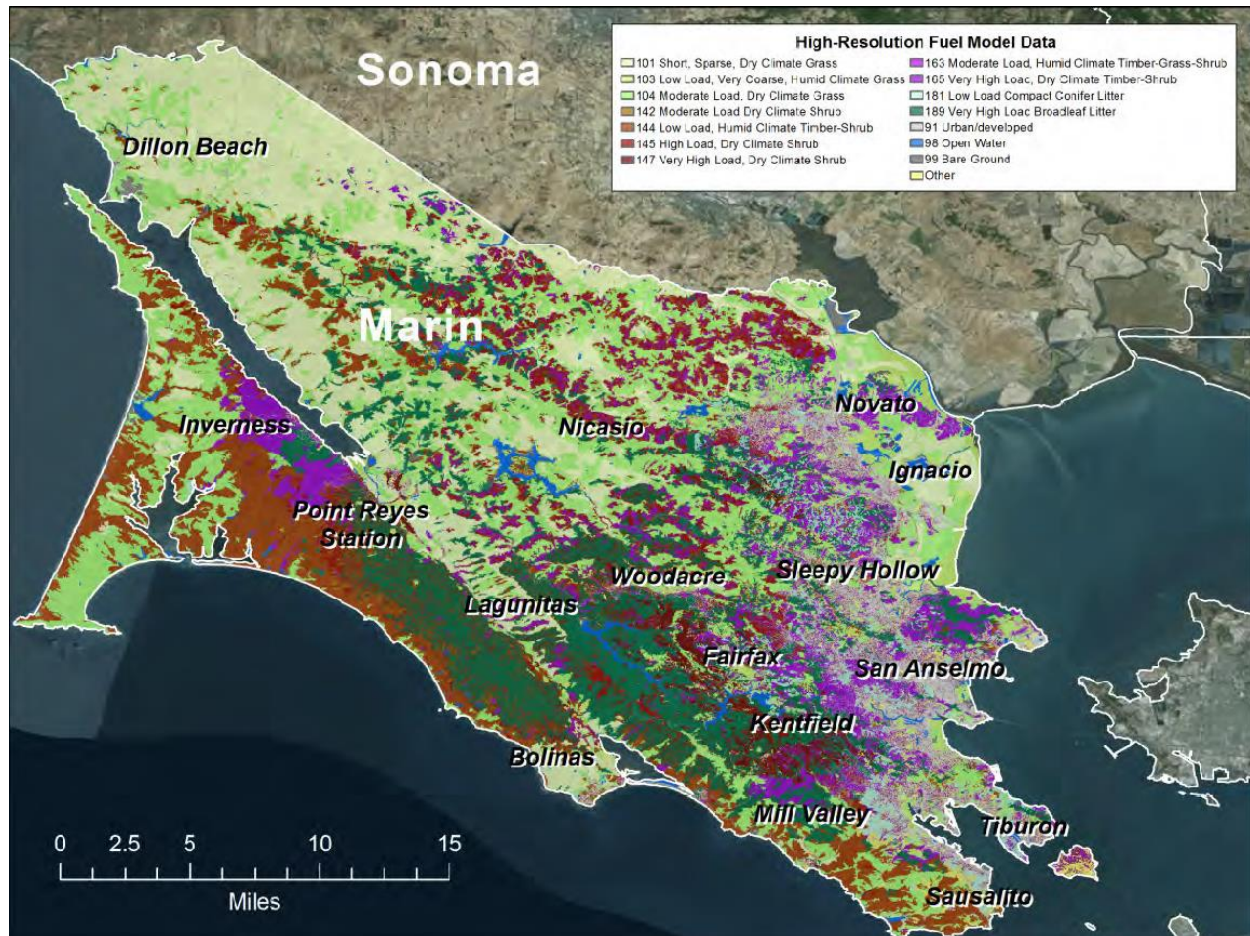 Sonoma
High-Resolution Fuel Model Data
101 Short, Sparse, Dry Climate Grass
103 Low Load, Very Coarse, Humid Climate Grass
104 Moderate Load, Dry Climate Grass
142 Moderate Load Dry Climate Shrub
144 Low Load, Humid Climate Timber-Shrub
145 High Load, Dry Climate Shrub
147 Very High Load, Dry Climate Shrub
163 Moderate Load, Humid Climate Timber-Grass-Shrub
165 Very High Load, Dry Climate Timber-Shrub
181 Low Load Compact Conifer Litter
189 Very High Load Broadleaf Litter
91 Urban/developed
98 Open Water
99 Bare Ground
Other
Dillon Beach
Marin
Novato
Inverness
Nicasio
Ignacio
Point Reyes
Station
Woodacre
Sleepy Hollow
Lagunitas
Fairfax
San Anselmo
Kentfield
Bolinas
Mill Valley
Tiburon
Sausalito
0 2.5 5 10 15
Miles